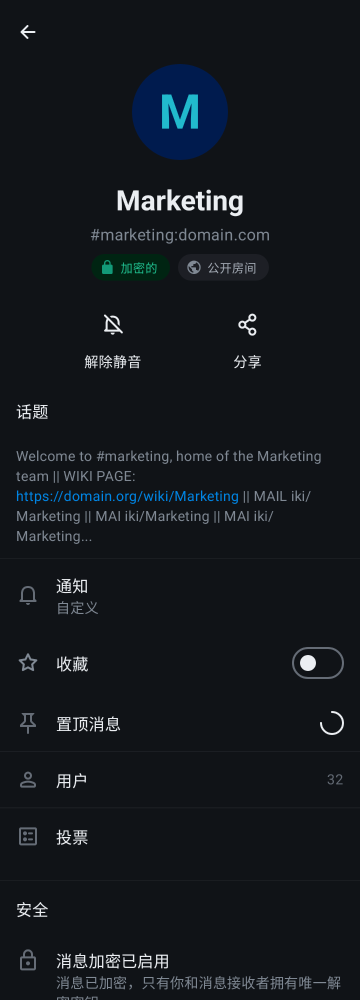 M
Marketing
#marketing:domain.com
加密的 公开房间
解除静音 分享
话题
Welcome to #marketing, home of the Marketing
team || WIKI PAGE:
https://domain.org/wiki/Marketing || MAIL iki/
Marketing || MAI iki/Marketing || MAI iki/
Marketing...
通知
自定义
收藏
置顶消息
用户 32
投票
安全
消息加密已启用
消息已加密，只有你和消息接收者拥有唯一解